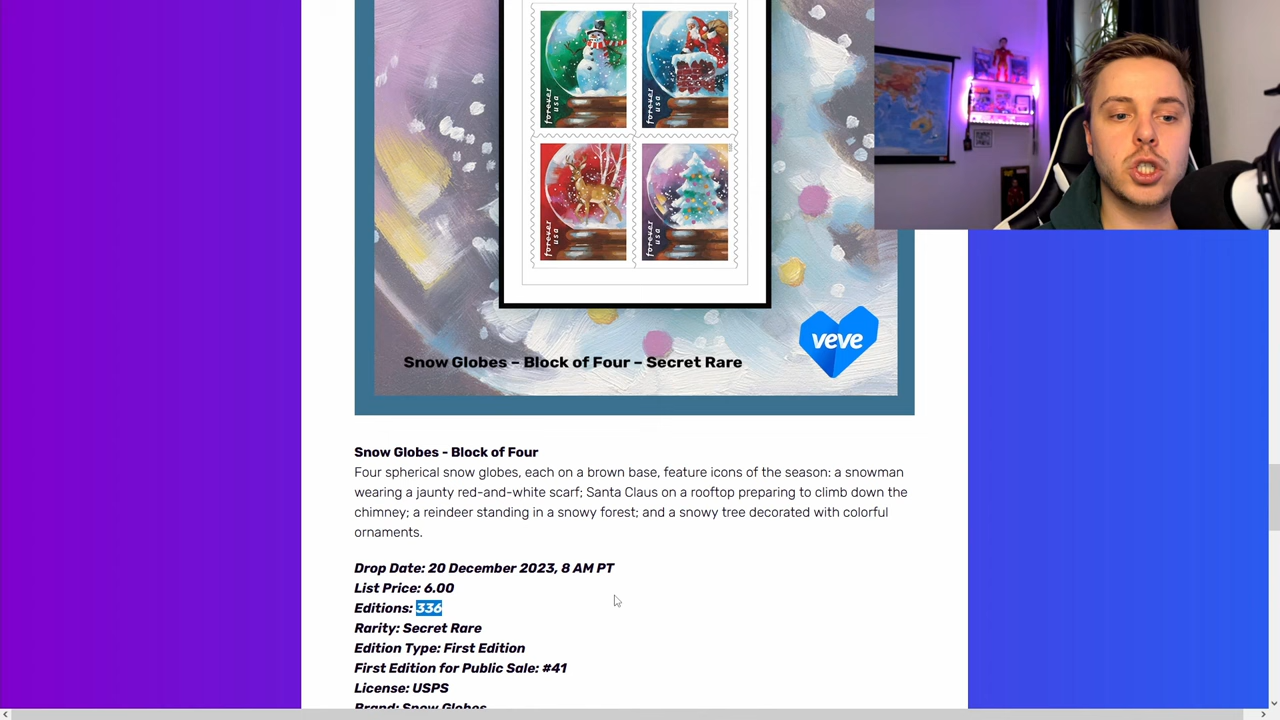 forever
usa
forever
usa
forever
usa
forever
usa
veve
Snow Globes – Block of Four – Secret Rare
Snow Globes - Block of Four
Four spherical snow globes, each on a brown base, feature icons of the season: a snowman
wearing a jaunty red-and-white scarf; Santa Claus on a rooftop preparing to climb down the
chimney; a reindeer standing in a snowy forest; and a snowy tree decorated with colorful
ornaments.
Drop Date: 20 December 2023, 8 AM PT
List Price: 6.00
Editions: 336
Rarity: Secret Rare
Edition Type: First Edition
First Edition for Public Sale: #41
License: USPS
Brand: Snow Globes